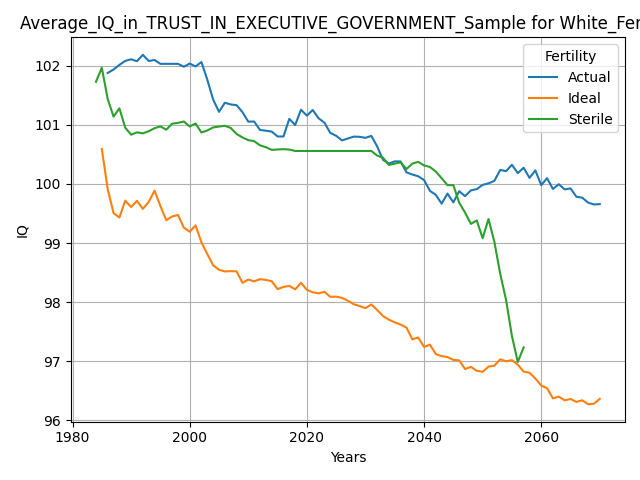 Average_IQ_in_TRUST_IN_EXECUTIVE_GOVERNMENT_Sample for White_Fer
Fertility
Actual
Ideal
Sterile
102
101
100
99
98
97
96
IQ
1980
2000
2020
2040
2060
Years